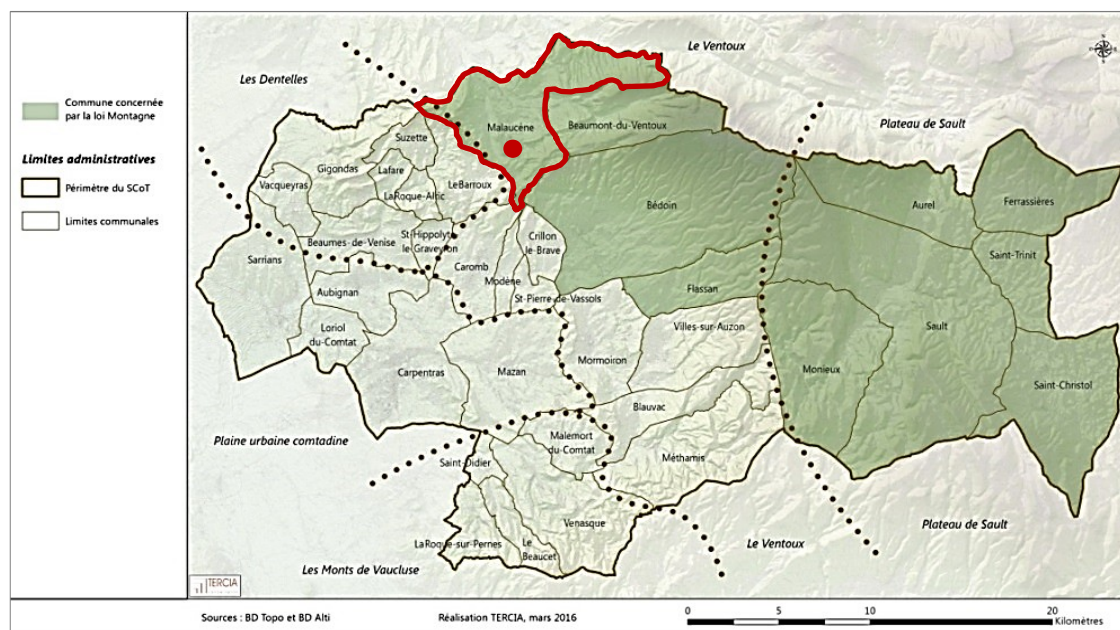 Commune concernée
par la loi Montagne
Limites administratives
Périmètre du SCoT
Limites communales
Les Dentelles
Le Ventoux
Plateau de Sault
Malaucène
Beaumont-du-Ventoux
Suzette
Gigondas
Lafare
Vacqueyras
LaRoque-Alric
LeBarroux
Bédoin
Aurel
Ferrassières
St-Hippolyte
le-Graveyron
Beaumes-de-Venise
Crillon
le-Brave
Sarrians
Caromb
Modène
Saint-Trinit
Aubignan
St-Pierre-de-Vassols
Flassan
Loriol
du-Comtat
Villes-sur-Auzon
Sault
Mormoiron
Carpentras
Mazan
Monieux
Saint-Christol
Blauvac
Plaine urbaine comtadine
Malemort
du-Comtat
Méthamis
Saint-Didier
Venasque
Plateau de Sault
LaRoque-sur-Pernes
Le
Beaucet
Le Ventoux
Les Monts de Vaucluse
TERCIA
Sources : BD Topo et BD Alti
Réalisation TERCIA, mars 2016
0 5 10 20
Kilomètres